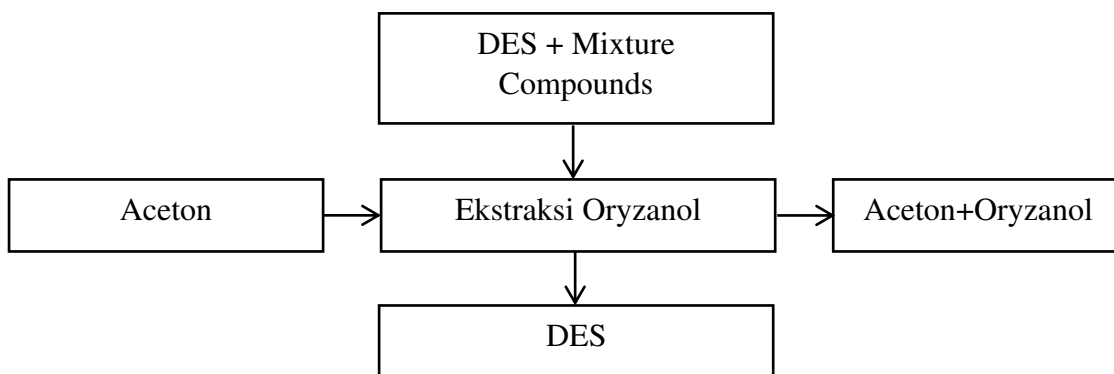 DES + Mixture
Compounds
Aceton
Ekstraksi Oryzanol
Aceton+Oryzanol
DES